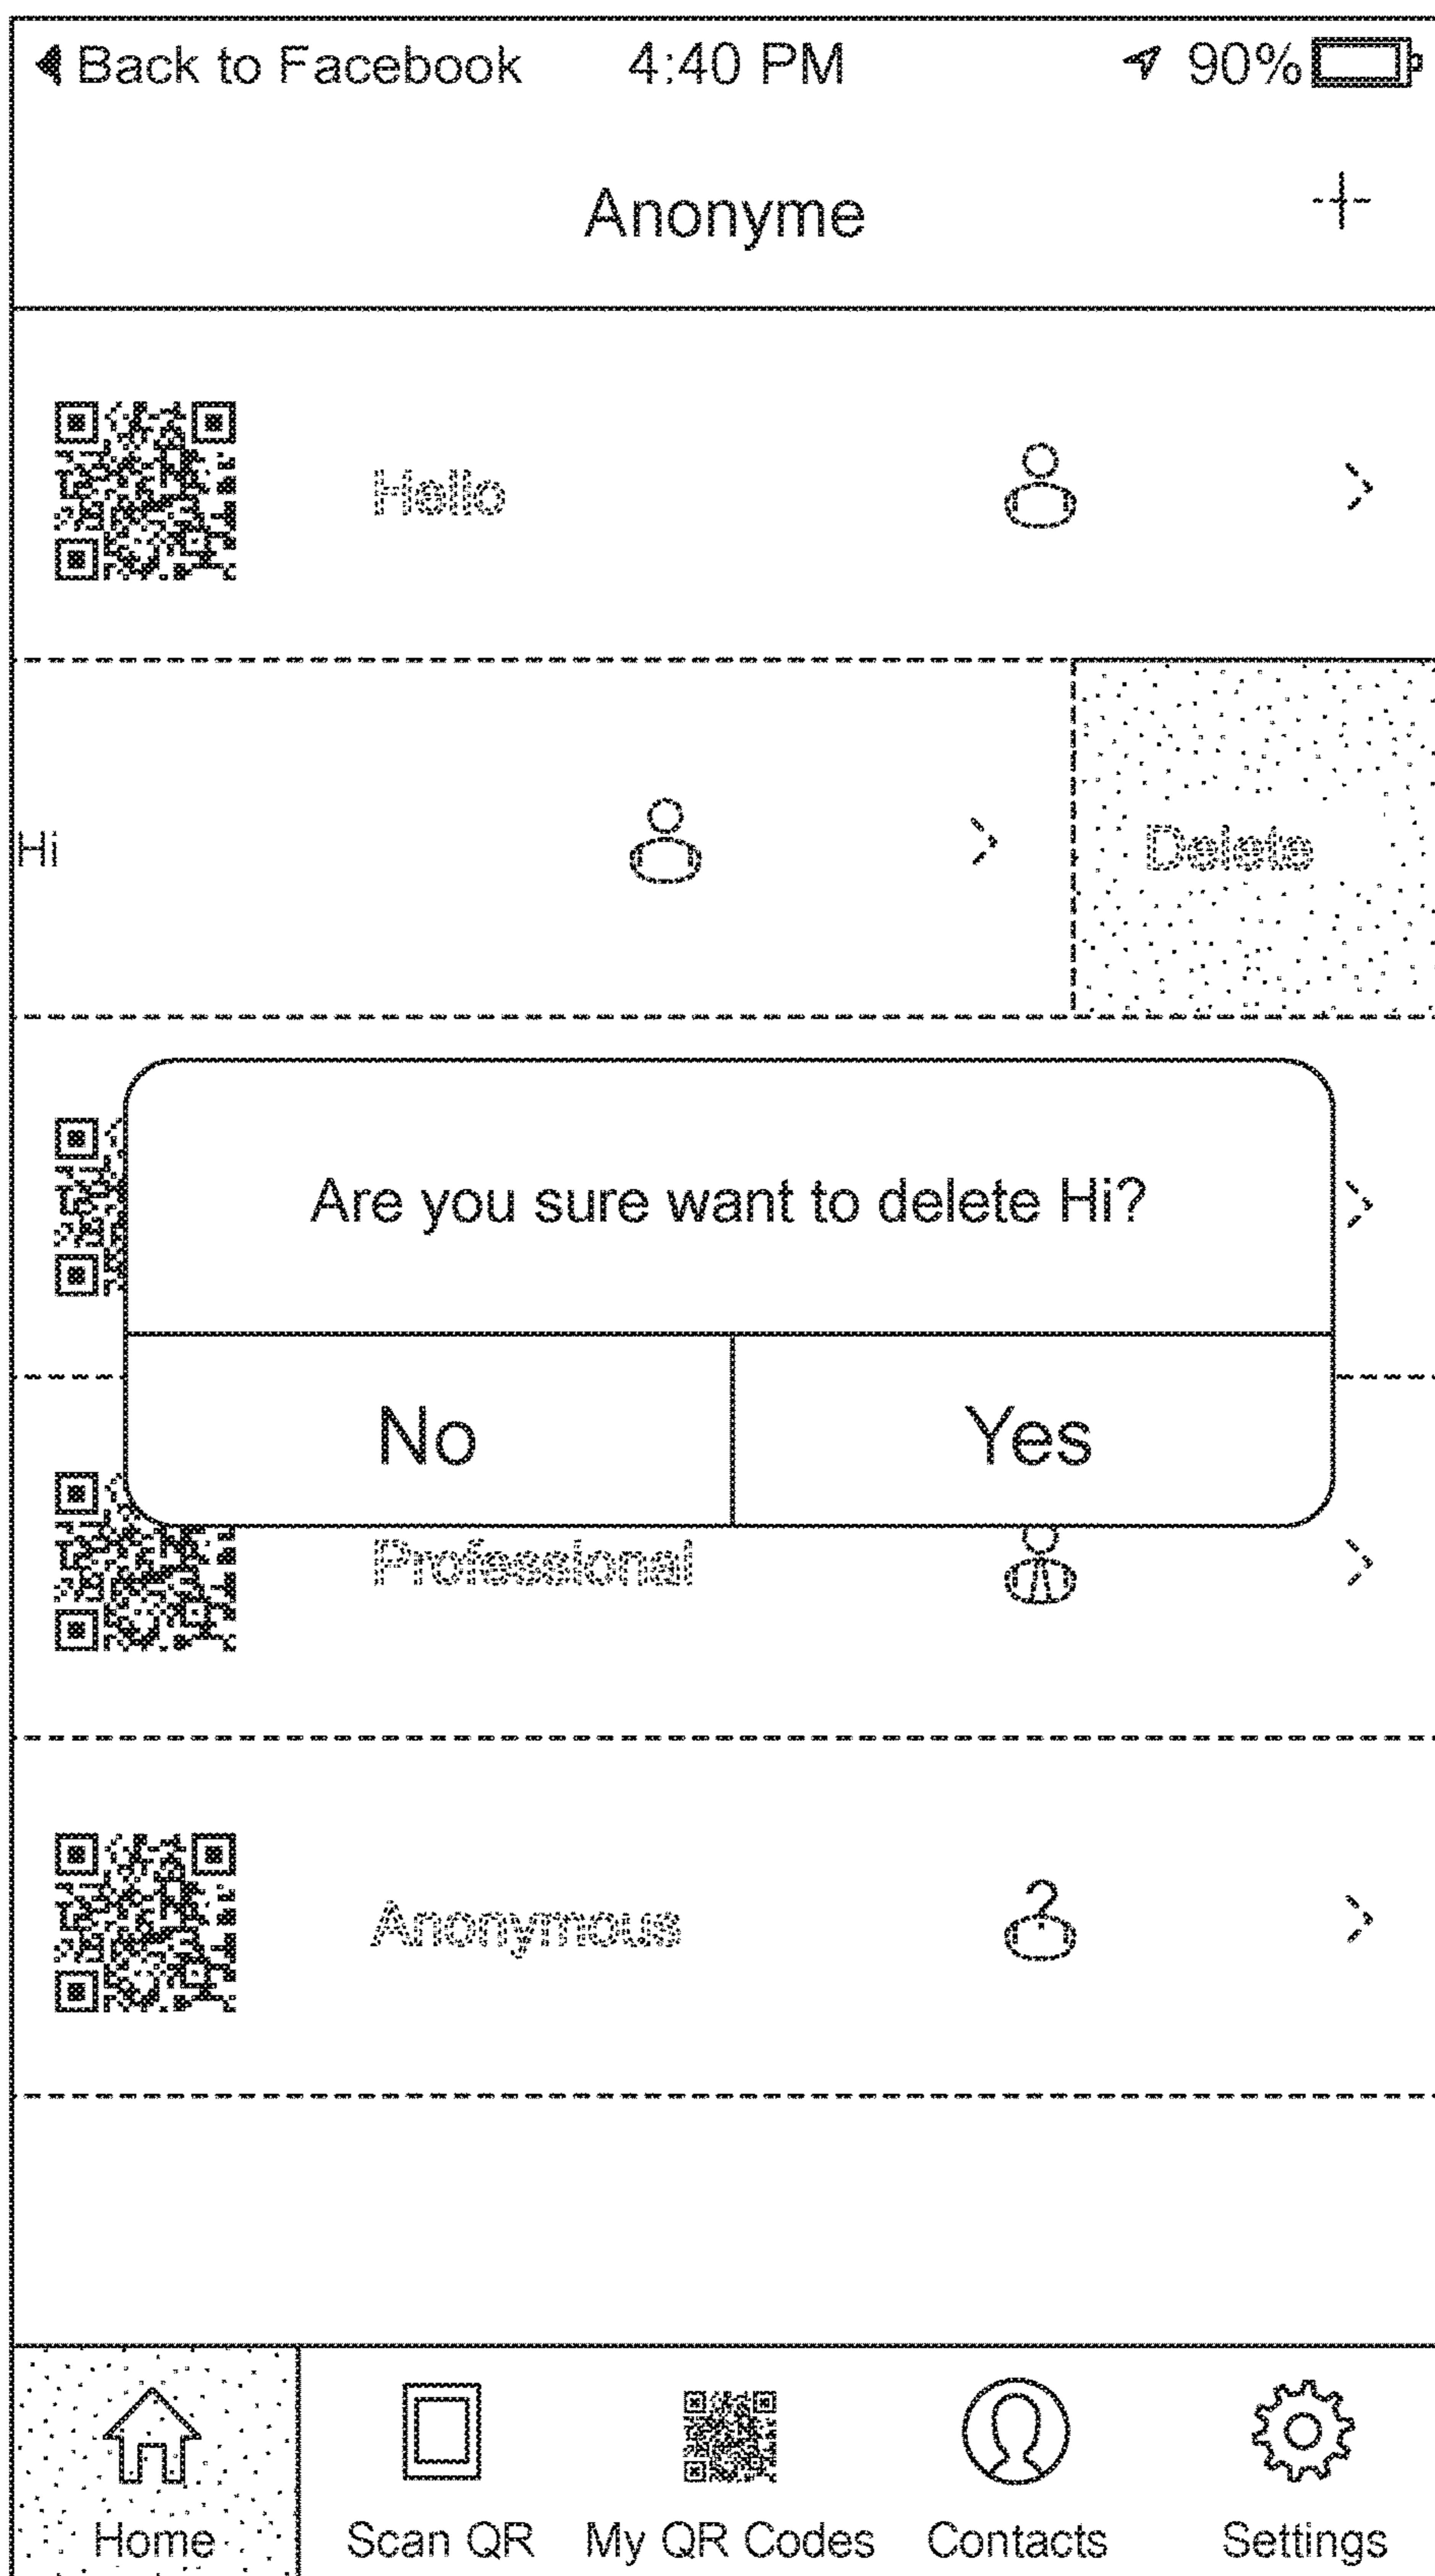 Back to Facebook 4:40 PM 90%
Anonyme
Hello
Hi Delete
Are you sure want to delete Hi?
No Yes
Professional
Anonymous
Home Scan QR My QR Codes Contacts Settings